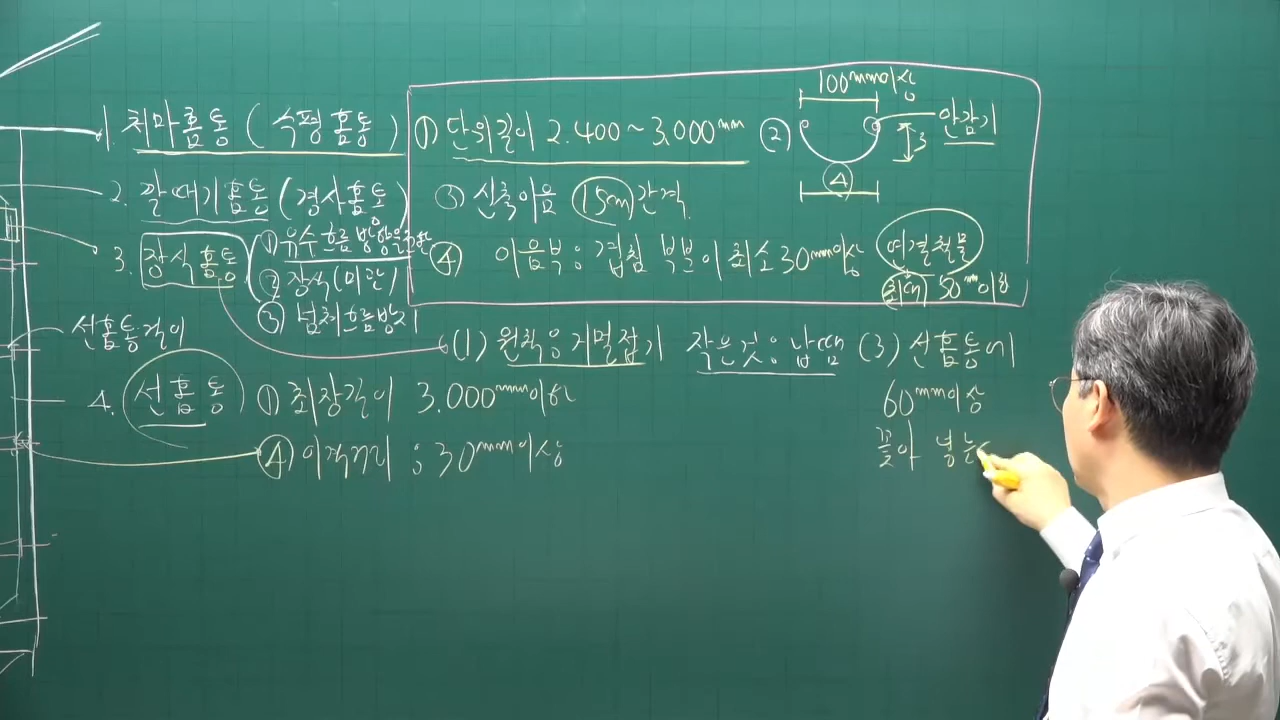 1. 처마홈통 (수평홈통)
① 단위길이 2.400~3.000mm
② 100mm이상
안감기
3
4
2. 깔때기홈통 (경사홈통)
③ 신축이음 15m 간격
3. 장식홈통
① 유수흐름방향
② 장식(미관)
③ 넘쳐흐름방지
④ 이음부 : 겹침 부분이 최소 30mm이상
연결철물
최대 50mm이하
선홈통걸이
(1) 원칙은 거멀접기
작은 것은 납땜
(3) 선홈통에
60mm이상
꽂아 넣는
4. 선홈통
① 최장길이 3.000mm이하
④ : 30mm이상